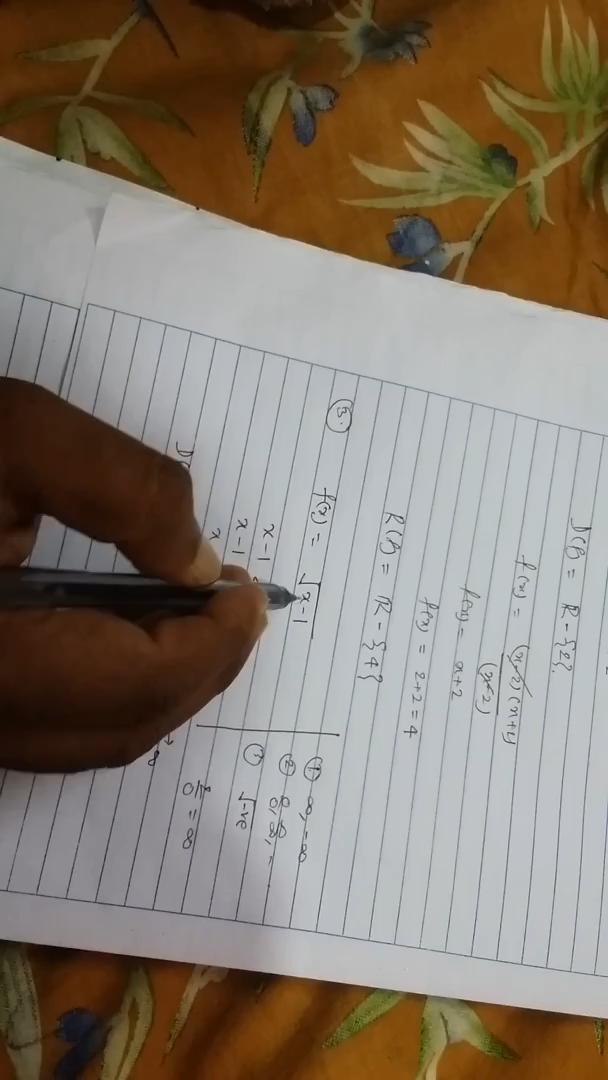 D(f) = R - {2}.
f(x) = (x-2)(x+y / (x-2)
f(x) = x+2
f(x) = 2+2 = 4
R(f) = R - {4}
③. f(x) = √x-1
x-1
x-1
x
① ∞, -∞
② 0/0, ∞/∞, -
③ √-ve
2/0 = ∞
∞